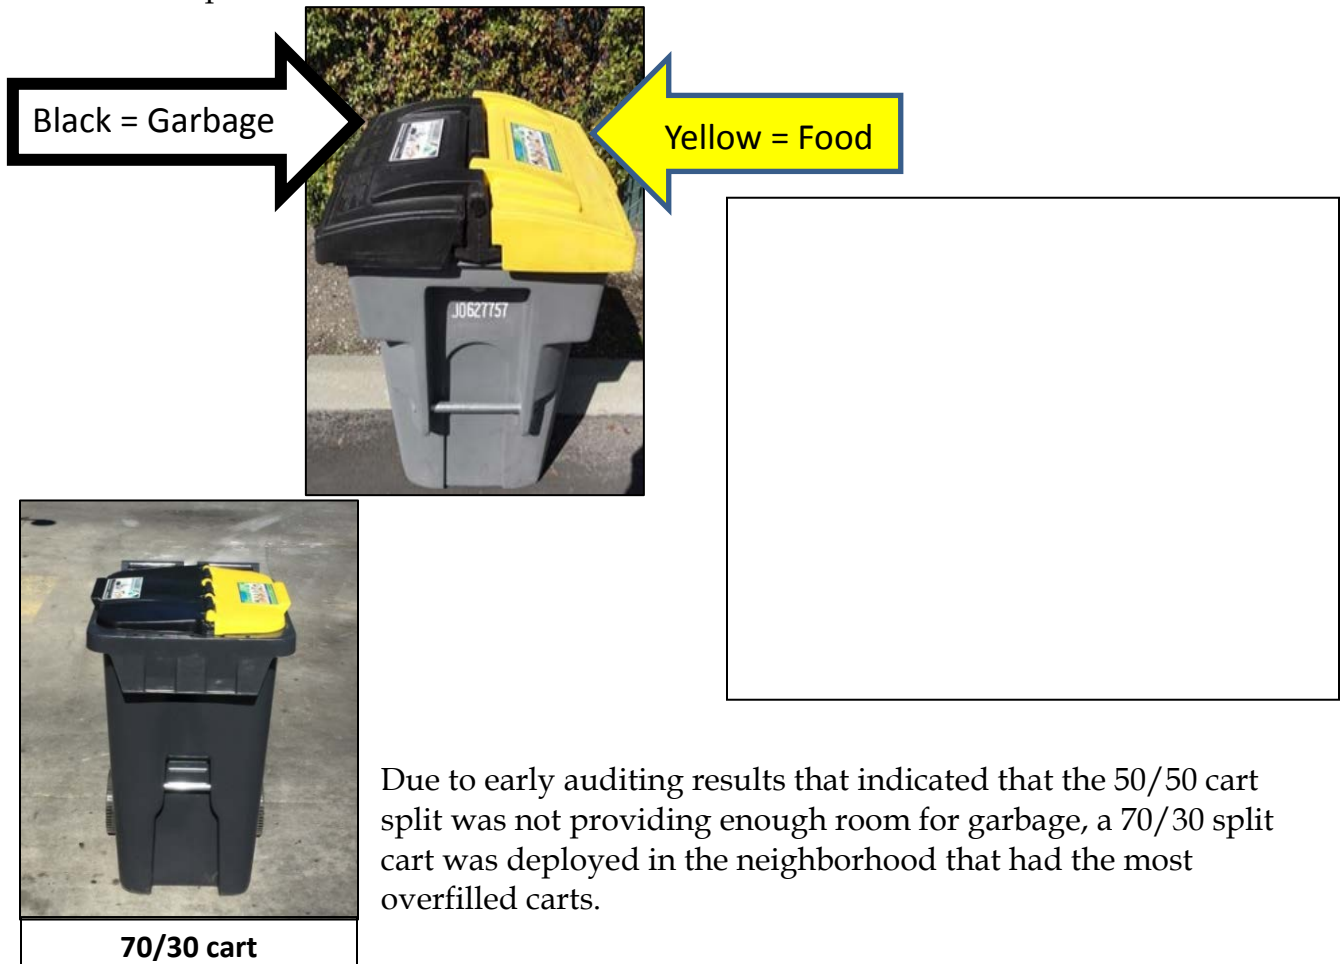 Black = Garbage
Yellow = Food
J0627757
Due to early auditing results that indicated that the 50/50 cart
split was not providing enough room for garbage, a 70/30 split
cart was deployed in the neighborhood that had the most
overfilled carts.
70/30 cart